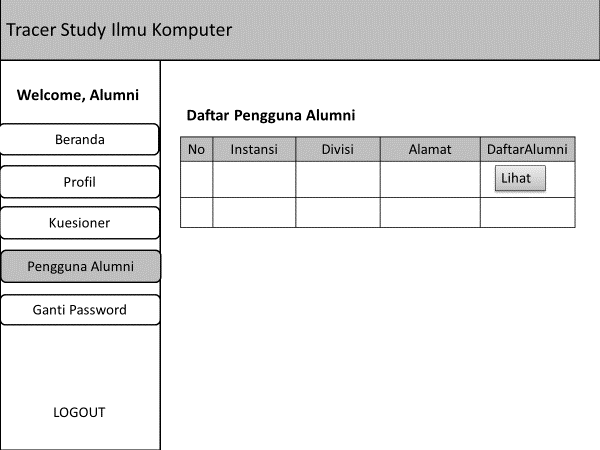 Tracer Study Ilmu Komputer
Welcome, Alumni
Beranda
Profil
Kuesioner
Pengguna Alumni
Ganti Password
LOGOUT
Daftar Pengguna Alumni
No Instansi Divisi Alamat DaftarAlumni
Lihat